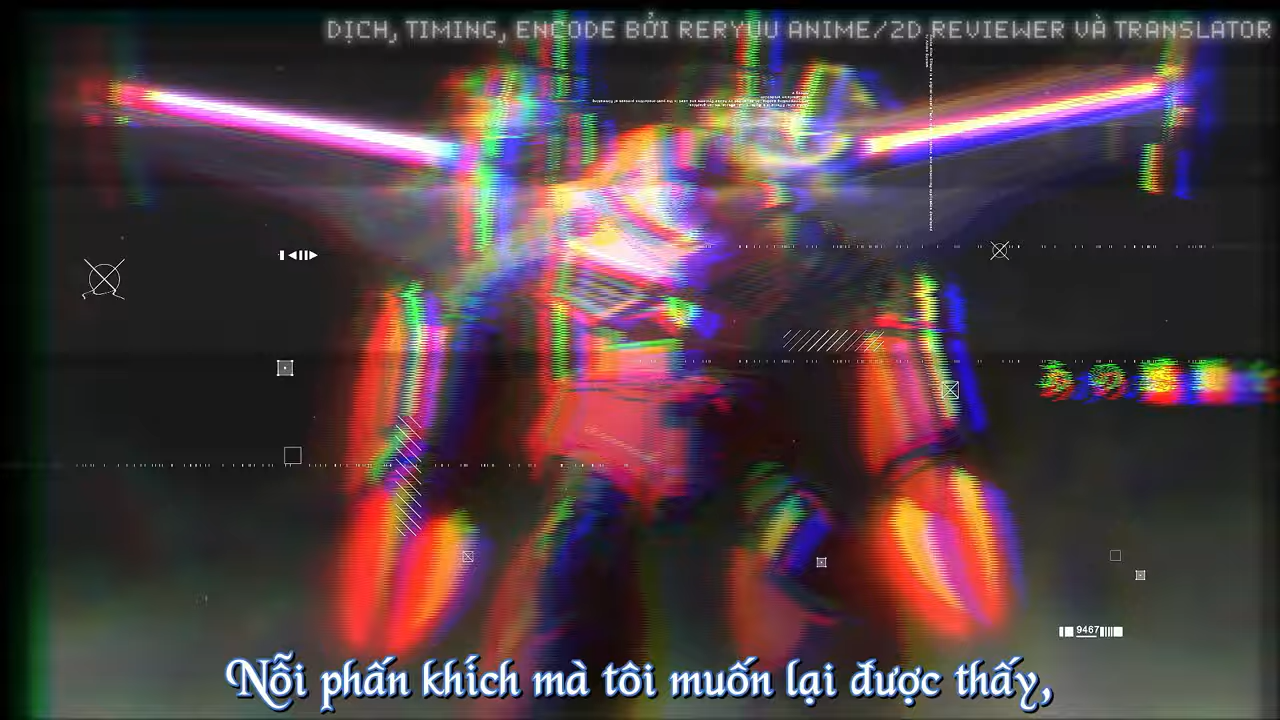 DỊCH, TIMING, ENCODE BỞI RERYUU ANIME/2D REVIEWER VÀ TRANSLATOR
9467
Nỗi phấn khích mà tôi muốn lại được thấy,